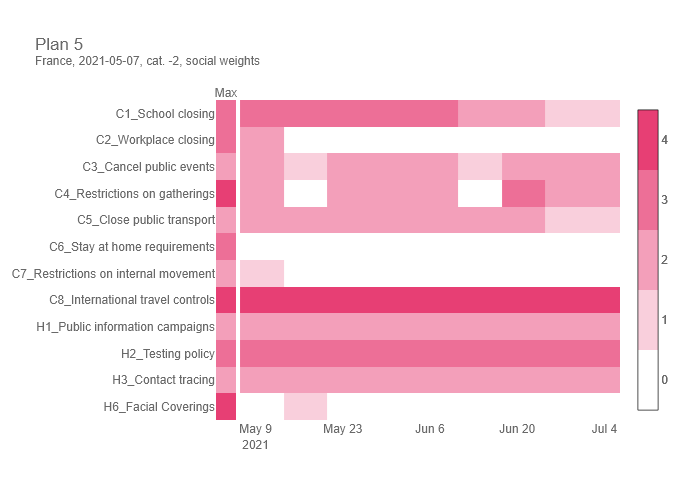 Plan 5
France, 2021-05-07, cat. -2, social weights
Max
C1_School closing
C2_Workplace closing
C3_Cancel public events
C4_Restrictions on gatherings
C5_Close public transport
C6_Stay at home requirements
C7_Restrictions on internal movement
C8_International travel controls
H1_Public information campaigns
H2_Testing policy
H3_Contact tracing
H6_Facial Coverings
May 9 May 23 Jun 6 Jun 20 Jul 4
2021
4
3
2
1
0